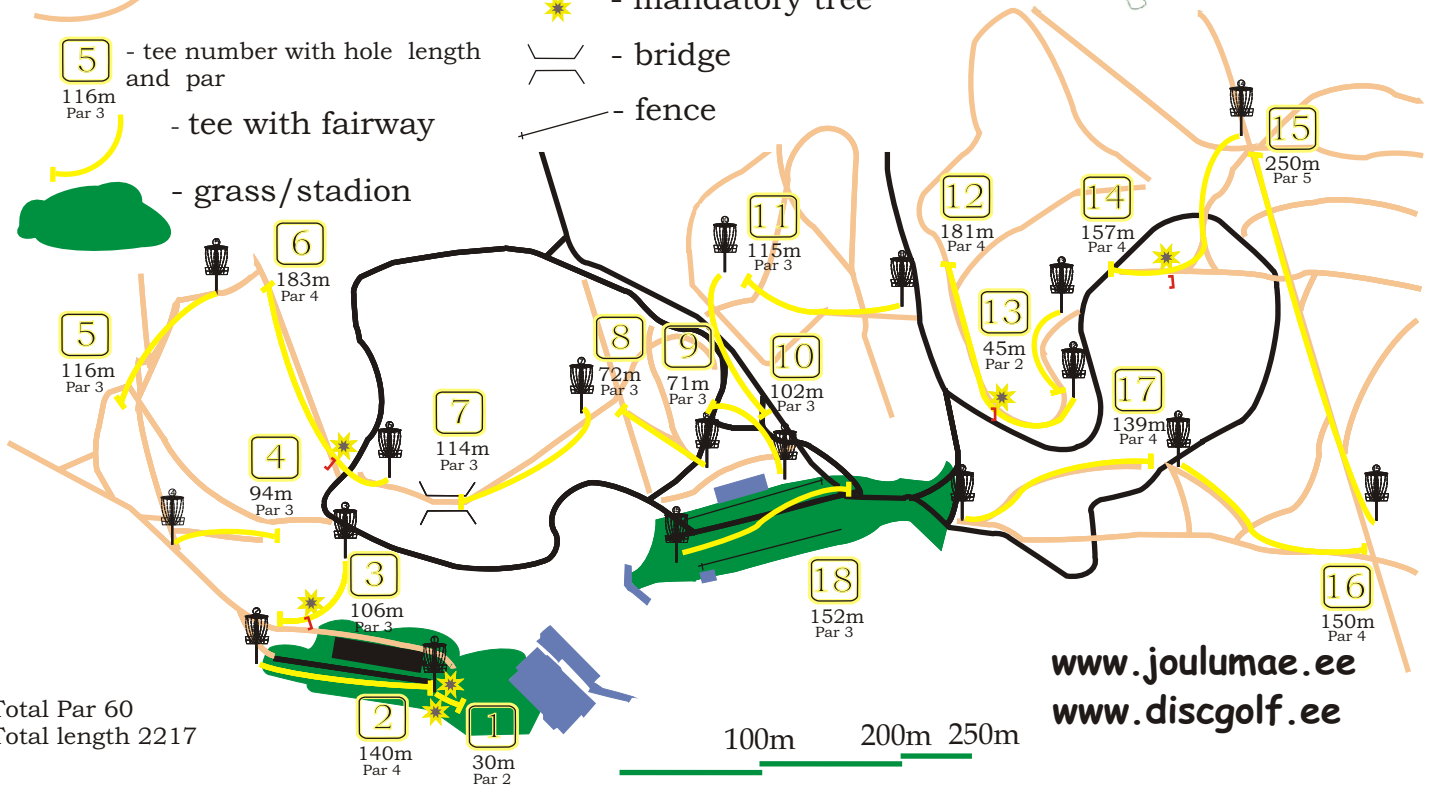 - mandatory tree
5
- tee number with hole length
and par
116m
Par 3
- bridge
- tee with fairway
- fence
- grass/stadion
15
250m
Par 5
14
157m
Par 4
12
181m
Par 4
11
115m
Par 3
6
183m
Par 4
5
116m
Par 3
13
45m
Par 2
8
72m
Par 3
9
71m
Par 3
10
102m
Par 3
7
114m
Par 3
17
139m
Par 4
4
94m
Par 3
3
106m
Par 3
18
152m
Par 3
16
150m
Par 4
www.joulumae.ee
www.discgolf.ee
2
140m
Par 4
1
30m
Par 2
Total Par 60
Total length 2217
100m 200m 250m